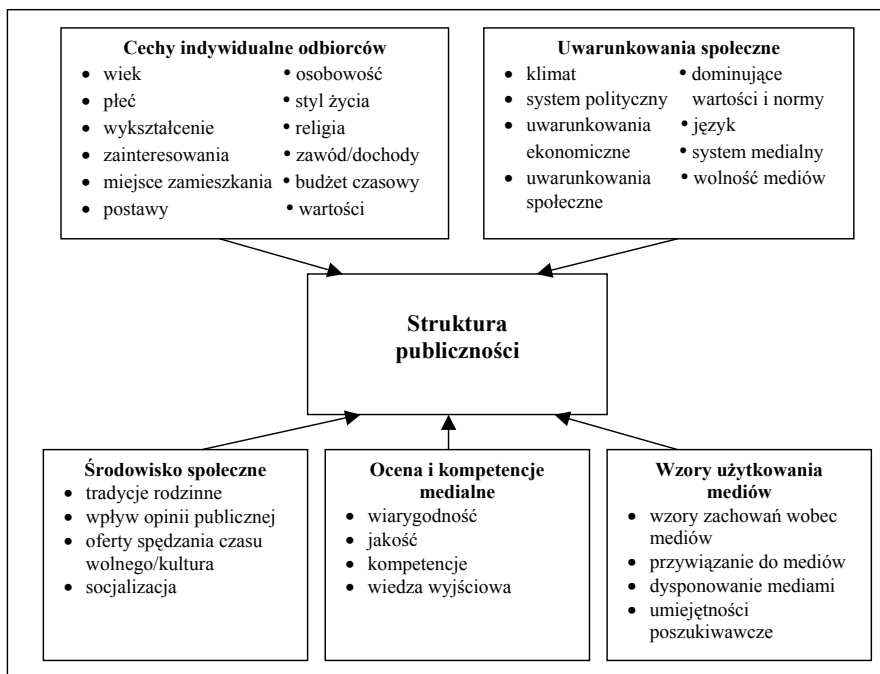 Cechy indywidualne odbiorców
• wiek
• płeć
• wykształcenie
• zainteresowania
• miejsce zamieszkania
• postawy
• osobowość
• styl życia
• religia
• zawód/dochody
• budżet czasowy
• wartości
Uwarunkowania społeczne
• klimat
• system polityczny
• uwarunkowania
ekonomiczne
• uwarunkowania
społeczne
• dominujące
wartości i normy
• język
• system medialny
• wolność mediów
Struktura
publiczności
Środowisko społeczne
• tradycje rodzinne
• wpływ opinii publicznej
• oferty spędzania czasu
wolnego/kultura
• socjalizacja
Ocena i kompetencje
medialne
• wiarygodność
• jakość
• kompetencje
• wiedza wyjściowa
Wzory użytkowania
mediów
• wzory zachowań wobec
mediów
• przywiązanie do mediów
• dysponowanie mediami
• umiejętności
poszukiwawcze